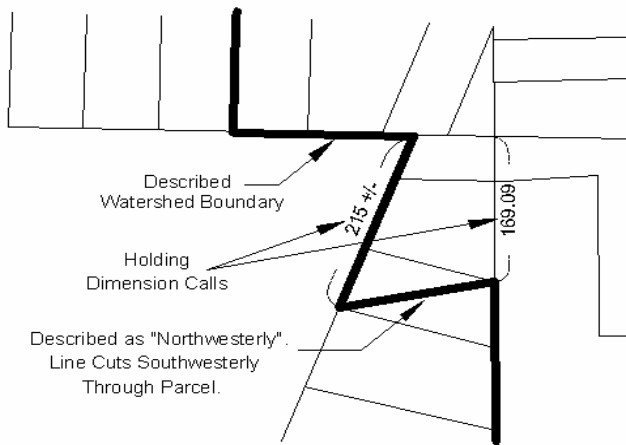 Described
Watershed Boundary
215 +/-
169.09
Holding
Dimension Calls
Described as "Northwesterly".
Line Cuts Southwesterly
Through Parcel.